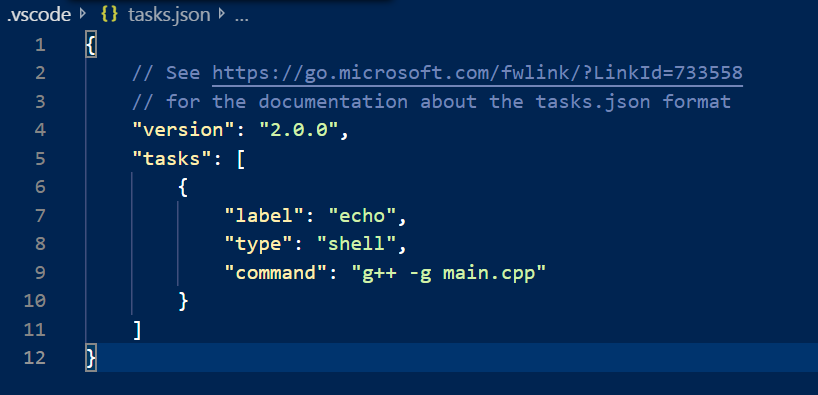 .vscode > {} tasks.json > ...
1 {
2 // See https://go.microsoft.com/fwlink/?LinkId=733558
3 // for the documentation about the tasks.json format
4 "version": "2.0.0",
5 "tasks": [
6 {
7 "label": "echo",
8 "type": "shell",
9 "command": "g++ -g main.cpp"
10 }
11 ]
12 }